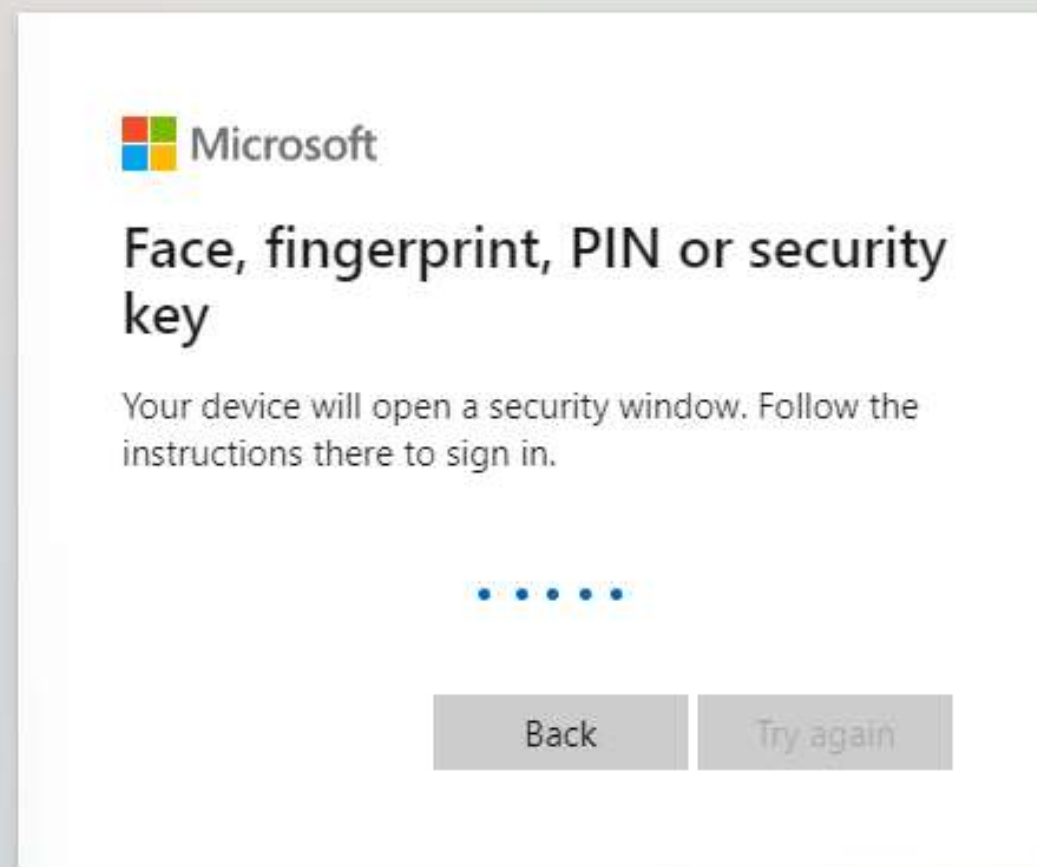 Microsoft
Face, fingerprint, PIN or security
key
Your device will open a security window. Follow the
instructions there to sign in.
Back
Try again